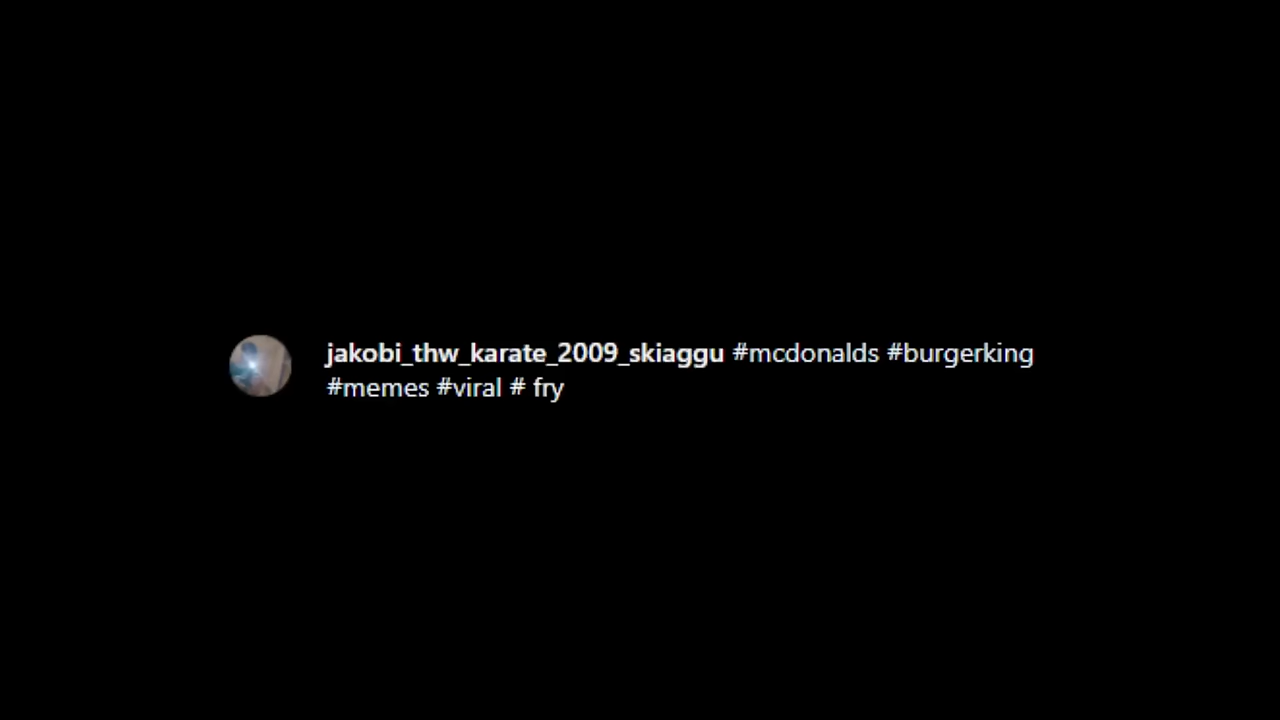 jakobi_thw_karate_2009_skiaggu #mcdonalds #burgerking
#memes #viral # fry